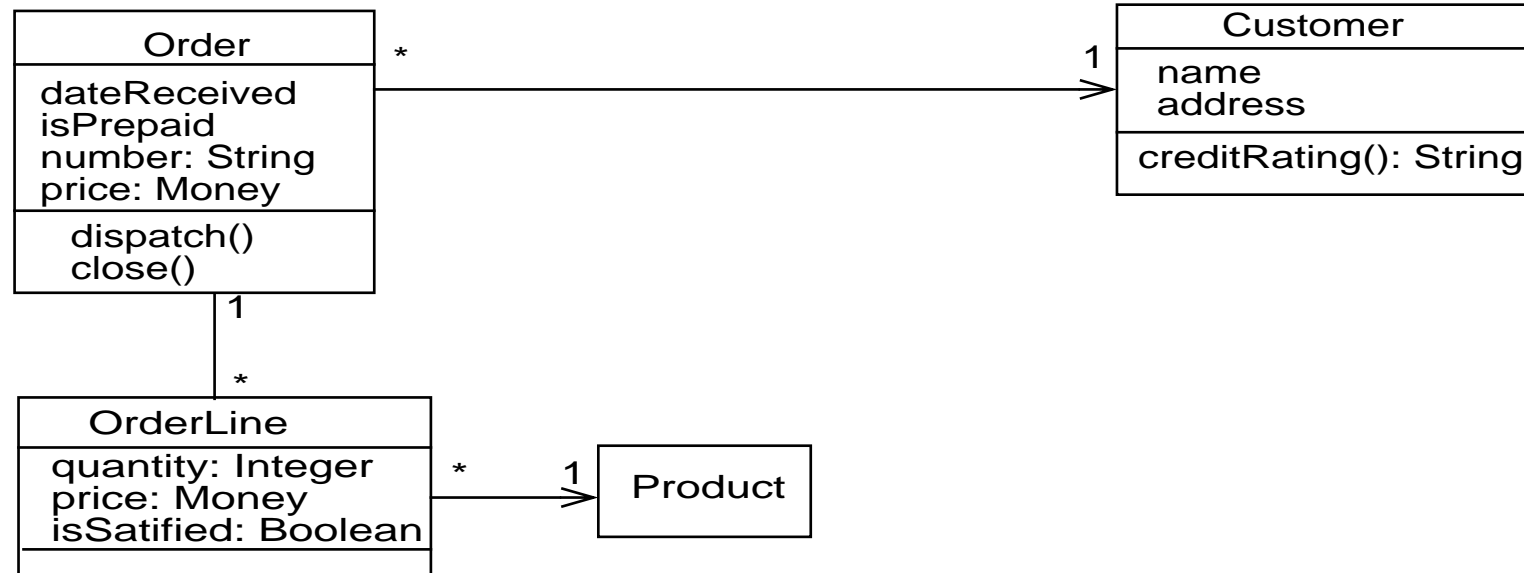 Order
dateReceived
isPrepaid
number: String
price: Money
dispatch()
close()
*
1
Customer
name
address
creditRating(): String
1
*
OrderLine
quantity: Integer
price: Money
isSatified: Boolean
*
1
Product